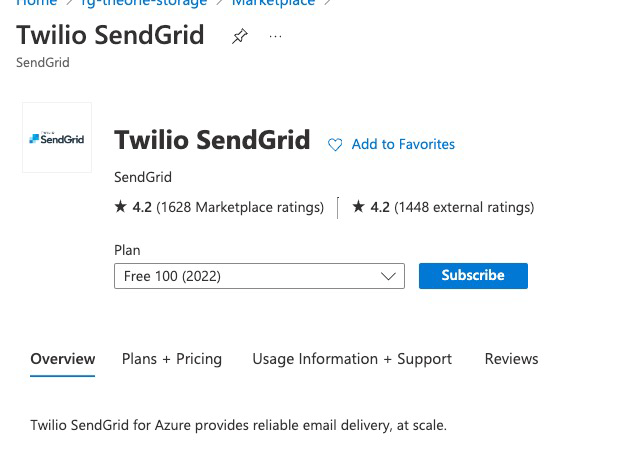 Home > rg-theorie-storage > Marketplace >
Twilio SendGrid ...
SendGrid
TWILIO
SendGrid
Twilio SendGrid
Add to Favorites
SendGrid
★ 4.2 (1628 Marketplace ratings) | ★ 4.2 (1448 external ratings)
Plan
Free 100 (2022)
Subscribe
Overview Plans + Pricing Usage Information + Support Reviews
Twilio SendGrid for Azure provides reliable email delivery, at scale.